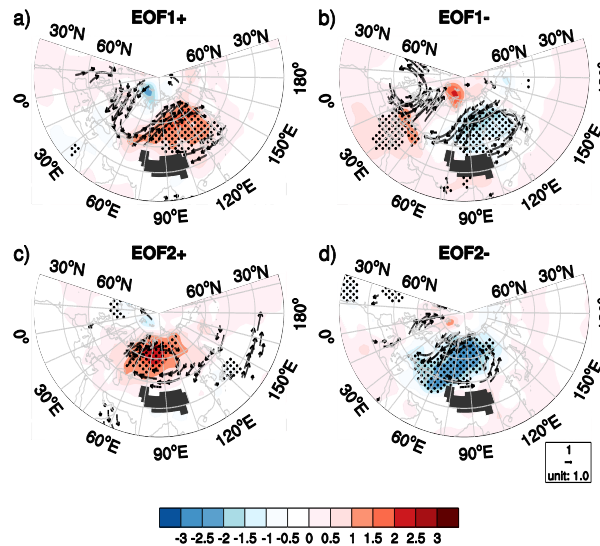 a) EOF1+
30°N 60°N 60°N 30°N
0° 180°
30°E 150°E
60°E 120°E
90°E
b) EOF1-
30°N 60°N 60°N 30°N
0° 180°
30°E 150°E
60°E 120°E
90°E
c) EOF2+
30°N 60°N 60°N 30°N
0° 180°
30°E 150°E
60°E 120°E
90°E
d) EOF2-
30°N 60°N 60°N 30°N
0° 180°
30°E 150°E
60°E 120°E
90°E
1
unit: 1.0
-3 -2.5 -2 -1.5 -1 -0.5 0 0.5 1 1.5 2 2.5 3